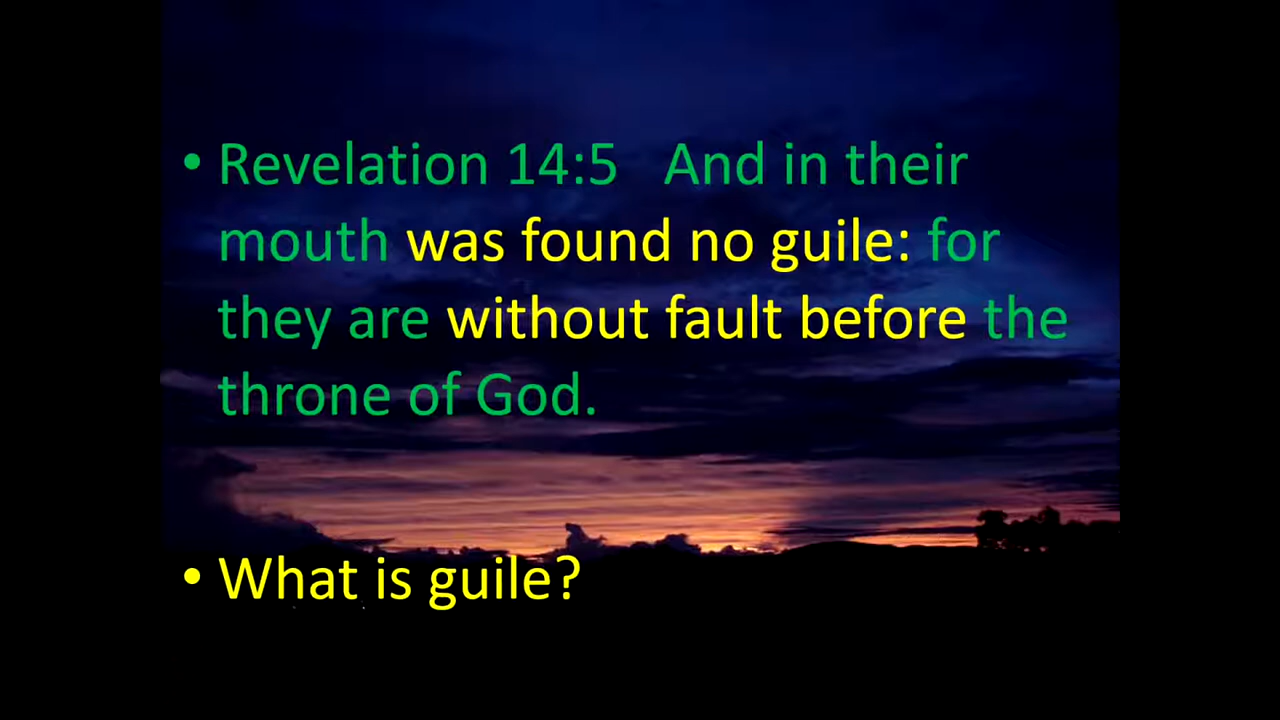 • Revelation 14:5 And in their
mouth was found no guile: for
they are without fault before the
throne of God.
• What is guile?